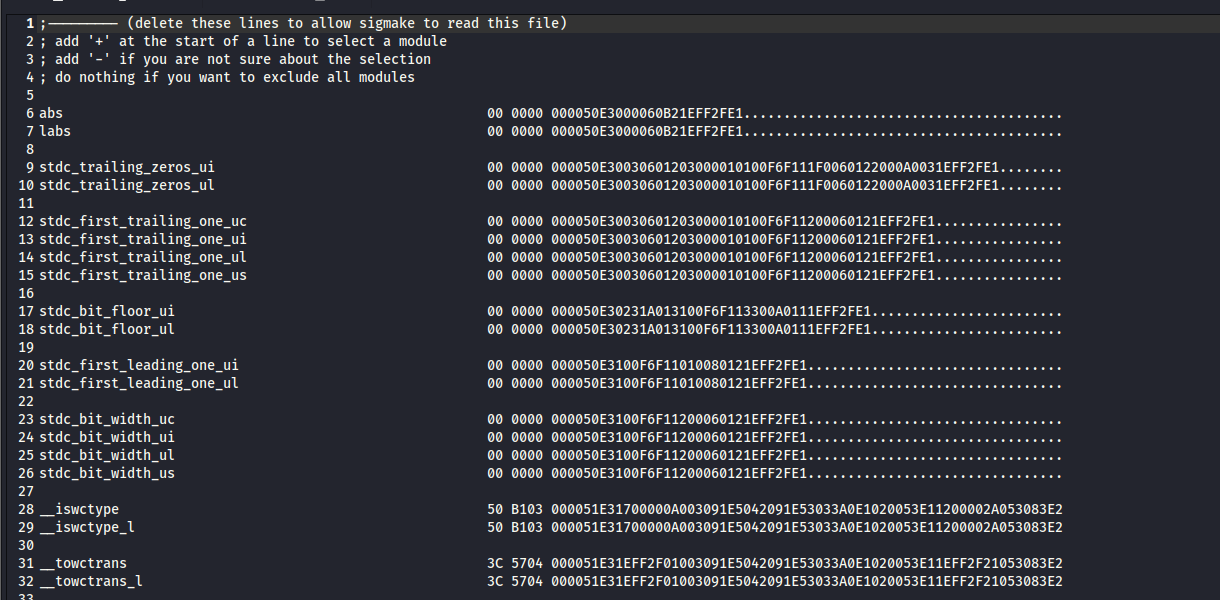 1 ;--------- (delete these lines to allow sigmake to read this file)
2 ; add '+' at the start of a line to select a module
3 ; add '-' if you are not sure about the selection
4 ; do nothing if you want to exclude all modules
5
6 abs 00 0000 000050E3000060B21EFF2FE1........................................
7 labs 00 0000 000050E3000060B21EFF2FE1........................................
8
9 stdc_trailing_zeros_ui 00 0000 000050E30030601203000010100F6F111F0060122000A0031EFF2FE1........
10 stdc_trailing_zeros_ul 00 0000 000050E30030601203000010100F6F111F0060122000A0031EFF2FE1........
11
12 stdc_first_trailing_one_uc 00 0000 000050E30030601203000010100F6F11200060121EFF2FE1................
13 stdc_first_trailing_one_ui 00 0000 000050E30030601203000010100F6F11200060121EFF2FE1................
14 stdc_first_trailing_one_ul 00 0000 000050E30030601203000010100F6F11200060121EFF2FE1................
15 stdc_first_trailing_one_us 00 0000 000050E30030601203000010100F6F11200060121EFF2FE1................
16
17 stdc_bit_floor_ui 00 0000 000050E30231A013100F6F113300A0111EFF2FE1........................
18 stdc_bit_floor_ul 00 0000 000050E30231A013100F6F113300A0111EFF2FE1........................
19
20 stdc_first_leading_one_ui 00 0000 000050E3100F6F11010080121EFF2FE1................................
21 stdc_first_leading_one_ul 00 0000 000050E3100F6F11010080121EFF2FE1................................
22
23 stdc_bit_width_uc 00 0000 000050E3100F6F11200060121EFF2FE1................................
24 stdc_bit_width_ui 00 0000 000050E3100F6F11200060121EFF2FE1................................
25 stdc_bit_width_ul 00 0000 000050E3100F6F11200060121EFF2FE1................................
26 stdc_bit_width_us 00 0000 000050E3100F6F11200060121EFF2FE1................................
27
28 __iswctype 50 B103 000051E31700000A003091E5042091E53033A0E1020053E11200002A053083E2
29 __iswctype_l 50 B103 000051E31700000A003091E5042091E53033A0E1020053E11200002A053083E2
30
31 __towctrans 3C 5704 000051E31EFF2F01003091E5042091E53033A0E1020053E11EFF2F21053083E2
32 __towctrans_l 3C 5704 000051E31EFF2F01003091E5042091E53033A0E1020053E11EFF2F21053083E2
33